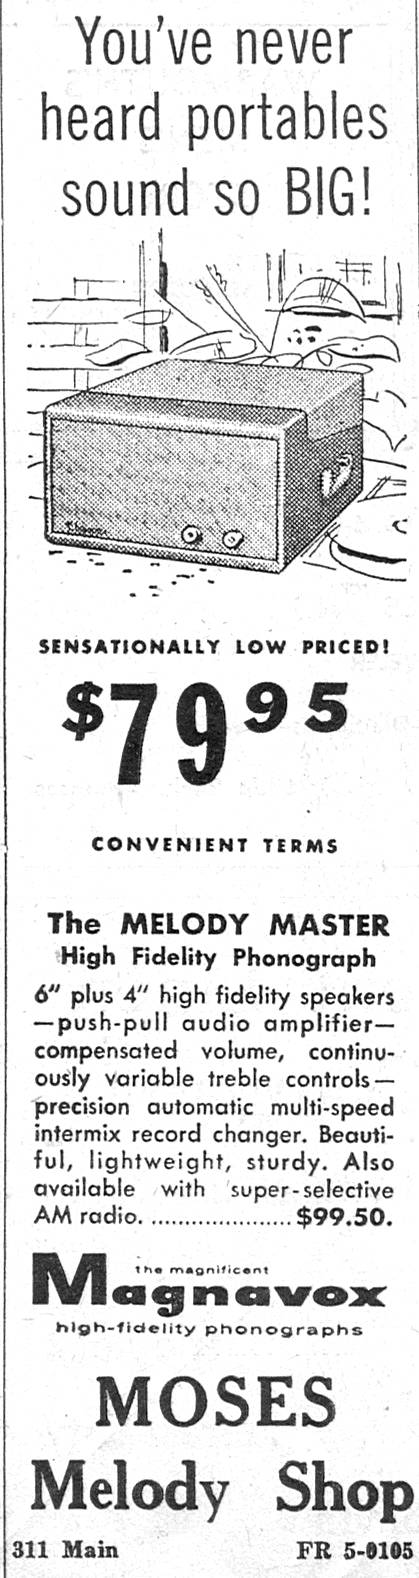 You've never
heard portables
sound so BIG!
SENSATIONALLY LOW PRICED!
$79 95
CONVENIENT TERMS
The MELODY MASTER
High Fidelity Phonograph
6" plus 4" high fidelity speakers
—push-pull audio amplifier—
compensated volume, continu-
ously variable treble controls—
precision automatic multi-speed
intermix record changer. Beauti-
ful, lightweight, sturdy. Also
available with super-selective
AM radio. ...................... $99.50.
the magnificent
Magnavox
high-fidelity phonographs
MOSES
Melody Shop
311 Main FR 5-0105